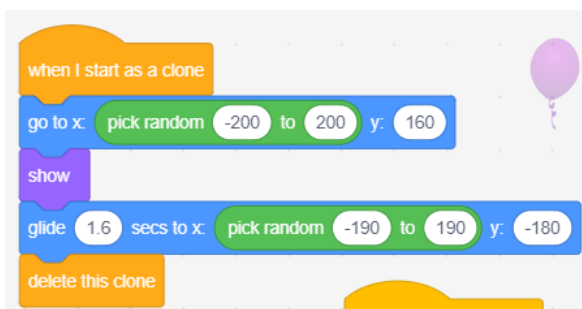 when I start as a clone
go to x: pick random -200 to 200 y: 160
show
glide 1.6 secs to x: pick random -190 to 190 y: -180
delete this clone